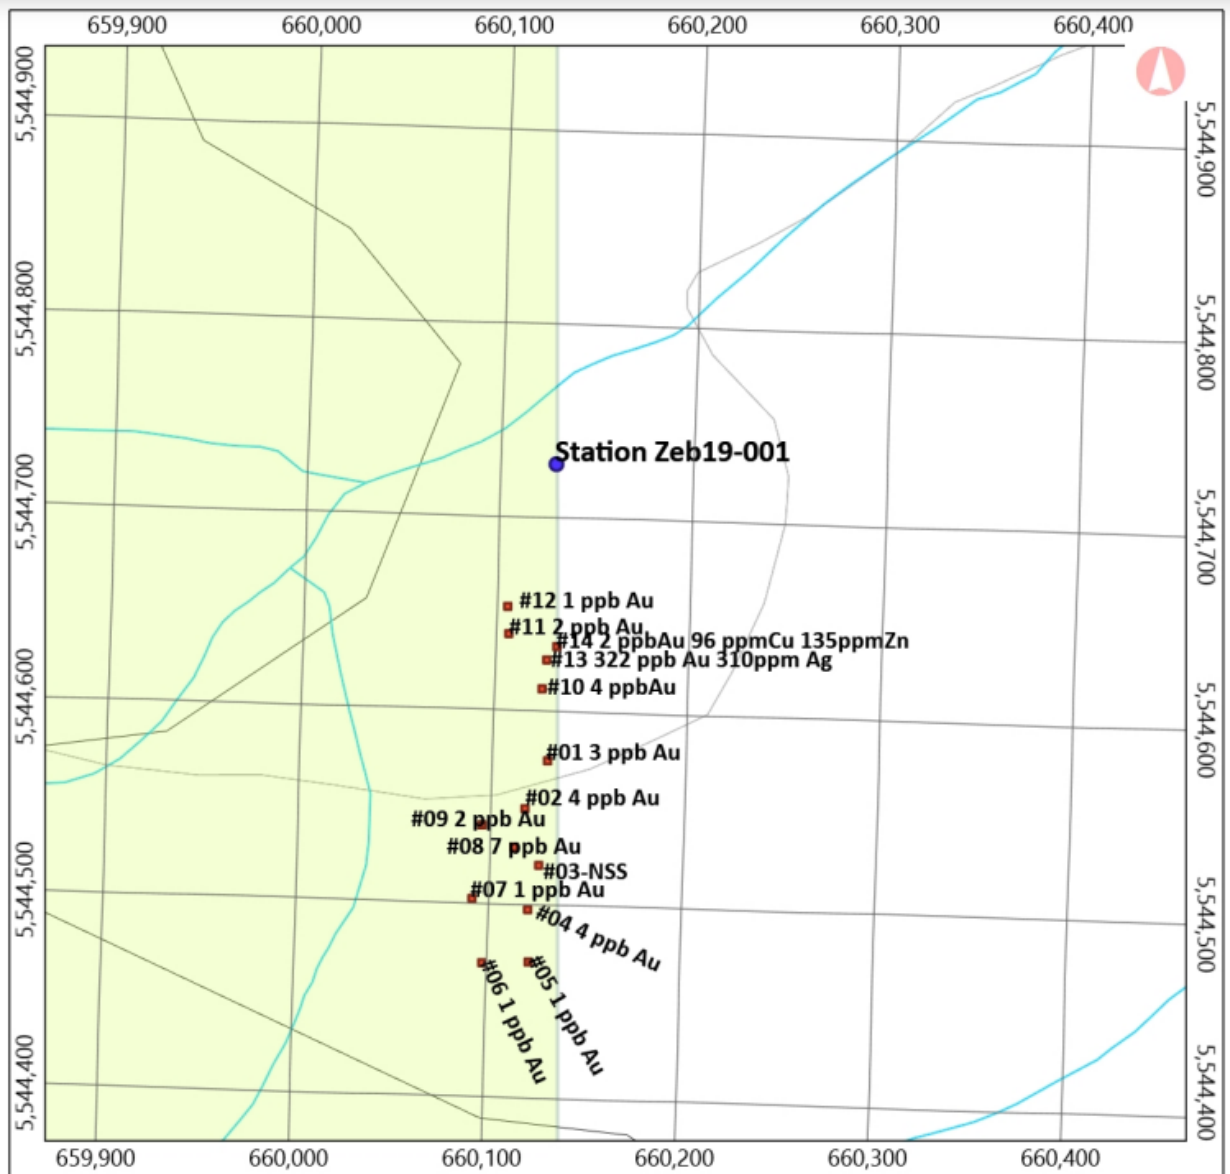 659,900 660,000 660,100 660,200 660,300 660,400
5,544,900
5,544,800
5,544,700
5,544,600
5,544,500
5,544,400
5,544,900
5,544,800
5,544,700
5,544,600
5,544,500
5,544,400
Station Zeb19-001
#12 1 ppb Au
#11 2 ppb Au
#14 2 ppbAu 96 ppmCu 135ppmZn
#13 322 ppb Au 310ppm Ag
#10 4 ppbAu
#01 3 ppb Au
#02 4 ppb Au
#09 2 ppb Au
#08 7 ppb Au
#03-NSS
#07 1 ppb Au
#04 4 ppb Au
#05 1 ppb Au
#06 1 ppb Au
659,900 660,000 660,100 660,200 660,300 660,400